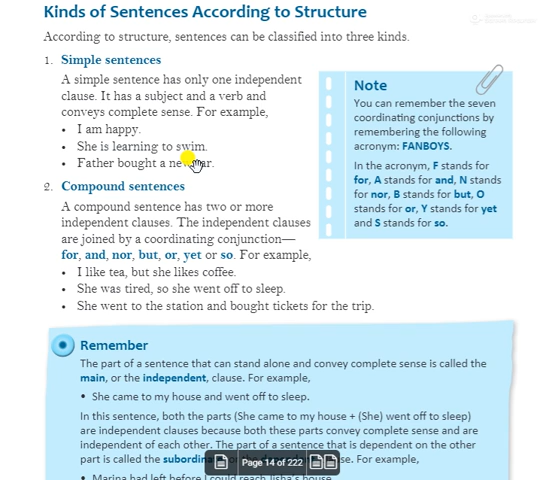 Kinds of Sentences According to Structure
According to structure, sentences can be classified into three kinds.
1. Simple sentences
A simple sentence has only one independent
clause. It has a subject and a verb and
conveys complete sense. For example,
• I am happy.
• She is learning to swim.
• Father bought a new car.
2. Compound sentences
A compound sentence has two or more
independent clauses. The independent clauses
are joined by a coordinating conjunction—
for, and, nor, but, or, yet or so. For example,
• I like tea, but she likes coffee.
• She was tired, so she went off to sleep.
• She went to the station and bought tickets for the trip.
Note
You can remember the seven
coordinating conjunctions by
remembering the following
acronym: FANBOYS.
In the acronym, F stands for
for, A stands for and, N stands
for nor, B stands for but, O
stands for or, Y stands for yet
and S stands for so.
Remember
The part of a sentence that can stand alone and convey complete sense is called the
main, or the independent, clause. For example,
• She came to my house and went off to sleep.
In this sentence, both the parts (She came to my house + (She) went off to sleep)
are independent clauses because both these parts convey complete sense and are
independent of each other. The part of a sentence that is dependent on the other
part is called the For example,
Page 14 of 222
• Marina had left before I could reach Jisha's house.